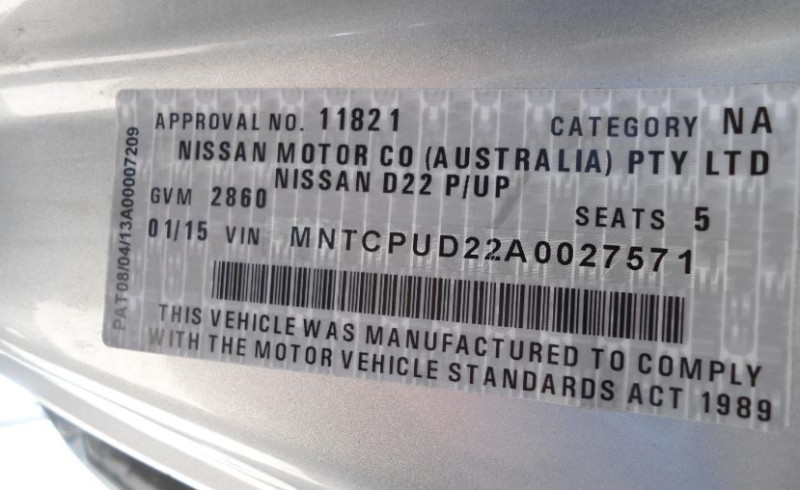 APPROVAL NO. 11821 CATEGORY NA
NISSAN MOTOR CO (AUSTRALIA) PTY LTD
NISSAN D22 P/UP
GVM 2860 SEATS 5
01/15 VIN MNTCPUD22A0027571
THIS VEHICLE WAS MANUFACTURED TO COMPLY
WITH THE MOTOR VEHICLE STANDARDS ACT 1989
PAT08/04/13A00007209